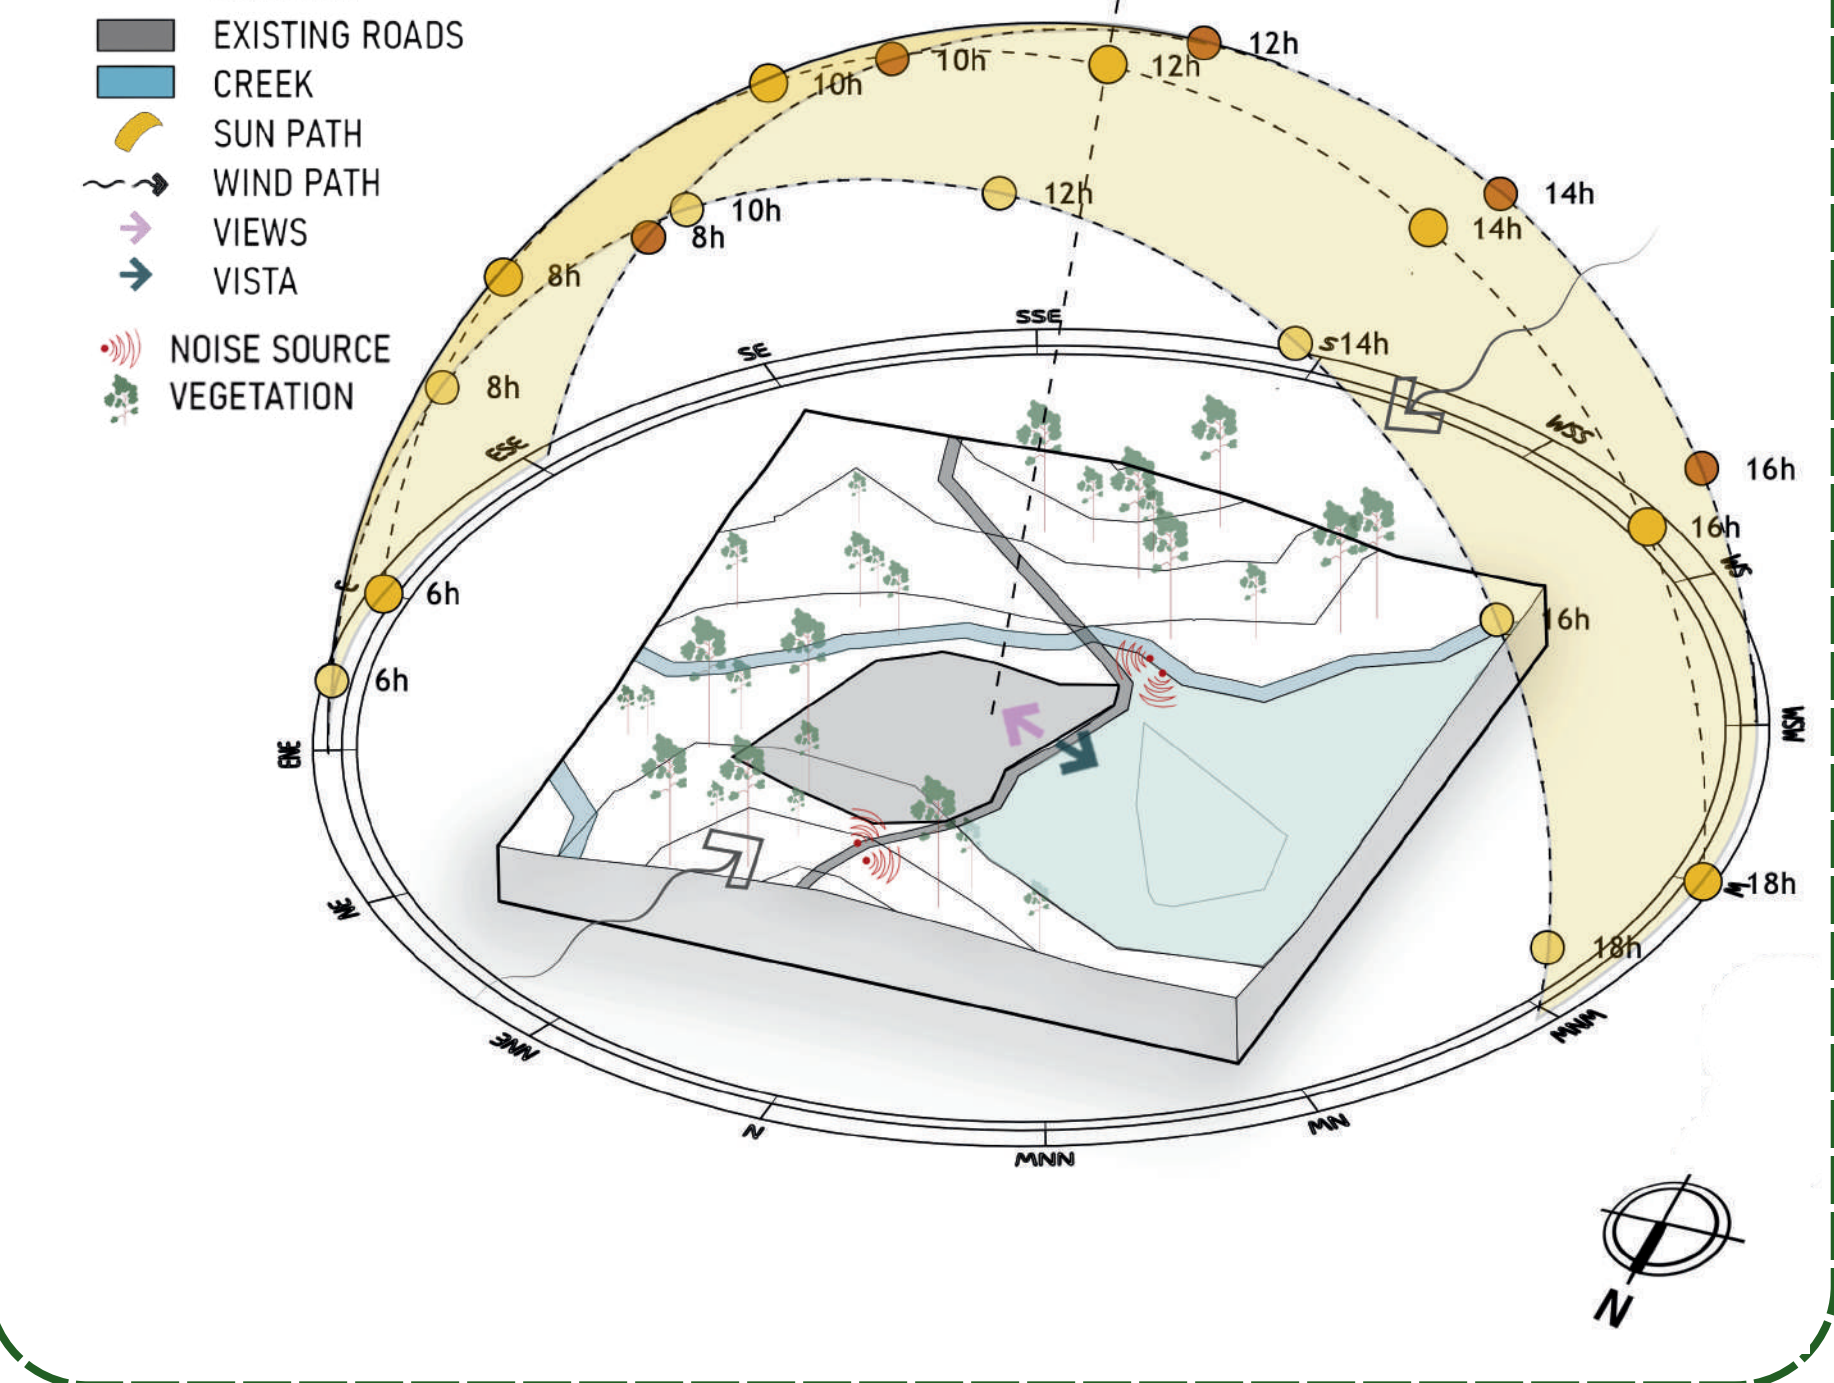 EXISTING ROADS
CREEK
SUN PATH
WIND PATH
VIEWS
VISTA
NOISE SOURCE
VEGETATION
12h
10h
12h
10h
14h
12h
10h
14h
8h
8h
SSE
S
14h
SE
8h
WSS
ESE
16h
16h
WS
E
6h
16h
6h
WSW
ENE
W
18h
NE
18h
WNW
NNE
NW
N
NNW
N